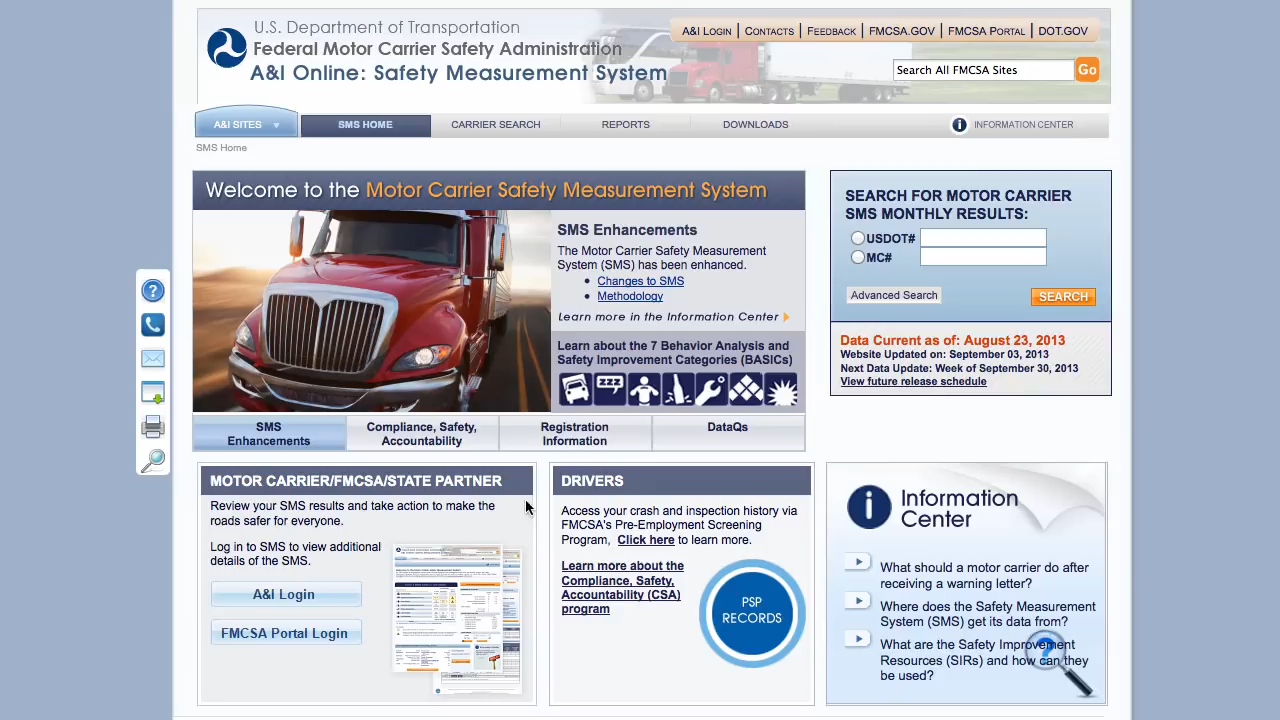 U.S. Department of Transportation
Federal Motor Carrier Safety Administration
A&I Online: Safety Measurement System
A&I LOGIN | CONTACTS | FEEDBACK | FMCSA.GOV | FMCSA PORTAL | DOT.GOV
Search All FMCSA Sites
Go
A&I SITES
SMS HOME
CARRIER SEARCH
REPORTS
DOWNLOADS
INFORMATION CENTER
SMS Home
Welcome to the Motor Carrier Safety Measurement System
SMS Enhancements
The Motor Carrier Safety Measurement
System (SMS) has been enhanced.
Changes to SMS
Methodology
Learn more in the Information Center
Learn about the 7 Behavior Analysis and
Safety Improvement Categories (BASICs)
ZZZ
SMS
Enhancements
Compliance, Safety,
Accountability
Registration
Information
DataQs
SEARCH FOR MOTOR CARRIER
SMS MONTHLY RESULTS:
USDOT#
MC#
Advanced Search
SEARCH
Data Current as of: August 23, 2013
Website Updated on: September 03, 2013
Next Data Update: Week of September 30, 2013
View future release schedule
MOTOR CARRIER/FMCSA/STATE PARTNER
Review your SMS results and take action to make the
roads safer for everyone.
Log in to SMS to view additional
details of the SMS.
A&I Login
FMCSA Portal Login
DRIVERS
Access your crash and inspection history via
FMCSA's Pre-Employment Screening
Program, Click here to learn more.
Learn more about the
Compliance, Safety,
Accountability (CSA)
program
PSP
RECORDS
Information
Center
What should a motor carrier do after
receiving a warning letter?
Where does the Safety Measurement
System (SMS) get its data from?
What are the Safety Improvement
Resources (SIRs) and how can they
be used?